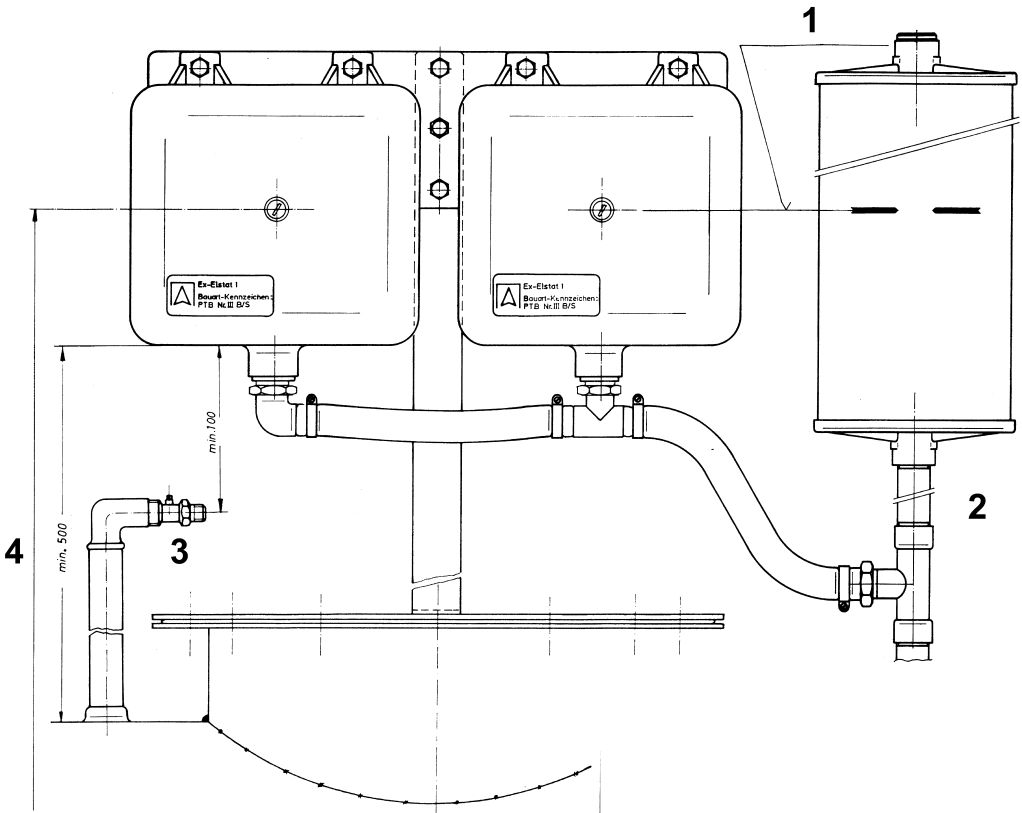 1
Ex-Elstat I
Bauart-Kennzeichen:
PTB Nr. III B/S
Ex-Elstat I
Bauart-Kennzeichen:
PTB Nr. III B/S
min. 100
2
3
4
min. 500